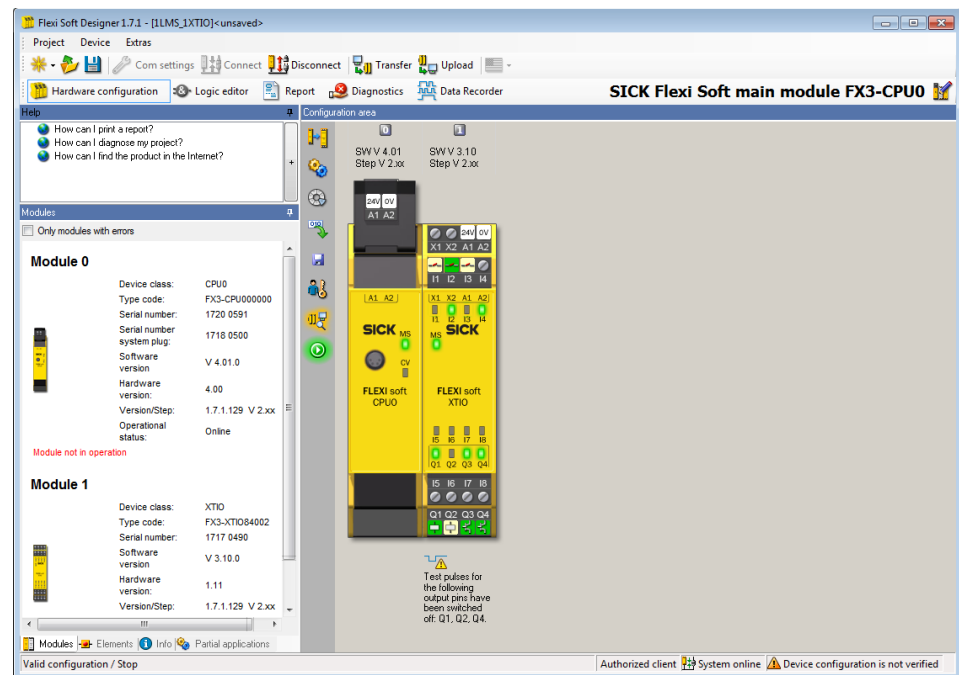 Flexi Soft Designer 1.7.1 - [1LMS_1XTIO]<unsaved>
Project Device Extras
Com settings Connect Disconnect Transfer Upload
Hardware configuration Logic editor Report Diagnostics Data Recorder SICK Flexi Soft main module FX3-CPU0
Help
How can I print a report?
How can I diagnose my project?
How can I find the product in the Internet?
+
Modules
Only modules with errors
Module 0
Device class: CPU0
Type code: FX3-CPU000000
Serial number: 1720 0591
Serial number
system plug: 1718 0500
Software
version V 4.01.0
Hardware
version: 4.00
Version/Step: 1.7.1.129 V 2.xx
Operational
status: Online
Module not in operation
Module 1
Device class: XTIO
Type code: FX3-XTIO84002
Serial number: 1717 0490
Software
version V 3.10.0
Hardware
version: 1.11
Version/Step: 1.7.1.129 V 2.xx
Modules Elements Info Partial applications
Configuration area
0 1
SW V 4.01 SW V 3.10
Step V 2.xx Step V 2.xx
24V 0V
A1 A2
24V 0V
X1 X2 A1 A2
I1 I2 I3 I4
A1 A2
X1 X2 A1 A2
I1 I2 I3 I4
SICK MS
MS SICK
CV
FLEXI soft
CPU0
FLEXI soft
XTIO
I5 I6 I7 I8
Q1 Q2 Q3 Q4
I5 I6 I7 I8
Q1 Q2 Q3 Q4
Test pulses for
the following
output pins have
been switched
off: Q1, Q2, Q4.
Valid configuration / Stop
Authorized client System online Device configuration is not verified